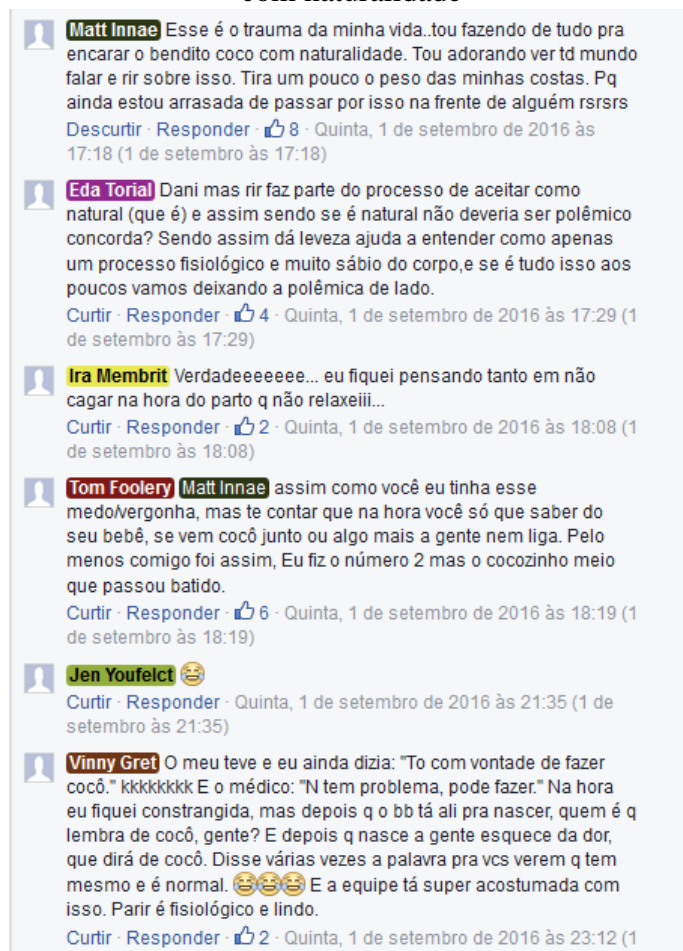 com naturalidade
Matt Innae Esse é o trauma da minha vida..tou fazendo de tudo pra
encarar o bendito coco com naturalidade. Tou adorando ver td mundo
falar e rir sobre isso. Tira um pouco o peso das minhas costas. Pq
ainda estou arrasada de passar por isso na frente de alguém rsrsrs
Descurtir · Responder · 8 · Quinta, 1 de setembro de 2016 às
17:18 (1 de setembro às 17:18)
Eda Torial Dani mas rir faz parte do processo de aceitar como
natural (que é) e assim sendo se é natural não deveria ser polêmico
concorda? Sendo assim dá leveza ajuda a entender como apenas
um processo fisiológico e muito sábio do corpo,e se é tudo isso aos
poucos vamos deixando a polêmica de lado.
Curtir · Responder · 4 · Quinta, 1 de setembro de 2016 às 17:29 (1
de setembro às 17:29)
Ira Membrit Verdadeeeeeee... eu fiquei pensando tanto em não
cagar na hora do parto q não relaxeiii...
Curtir · Responder · 2 · Quinta, 1 de setembro de 2016 às 18:08 (1
de setembro às 18:08)
Tom Foolery Matt Innae assim como você eu tinha esse
medo/vergonha, mas te contar que na hora você só que saber do
seu bebê, se vem cocô junto ou algo mais a gente nem liga. Pelo
menos comigo foi assim, Eu fiz o número 2 mas o cocozinho meio
que passou batido.
Curtir · Responder · 6 · Quinta, 1 de setembro de 2016 às 18:19 (1
de setembro às 18:19)
Jen Youfelct 😂
Curtir · Responder · Quinta, 1 de setembro de 2016 às 21:35 (1 de
setembro às 21:35)
Vinny Gret O meu teve e eu ainda dizia: "To com vontade de fazer
cocô." kkkkkkkk E o médico: "N tem problema, pode fazer." Na hora
eu fiquei constrangida, mas depois q o bb tá ali pra nascer, quem é q
lembra de cocô, gente? E depois q nasce a gente esquece da dor,
que dirá de cocô. Disse várias vezes a palavra pra vcs verem q tem
mesmo e é normal. 😂😂😂 E a equipe tá super acostumada com
isso. Parir é fisiológico e lindo.
Curtir · Responder · 2 · Quinta, 1 de setembro de 2016 às 23:12 (1